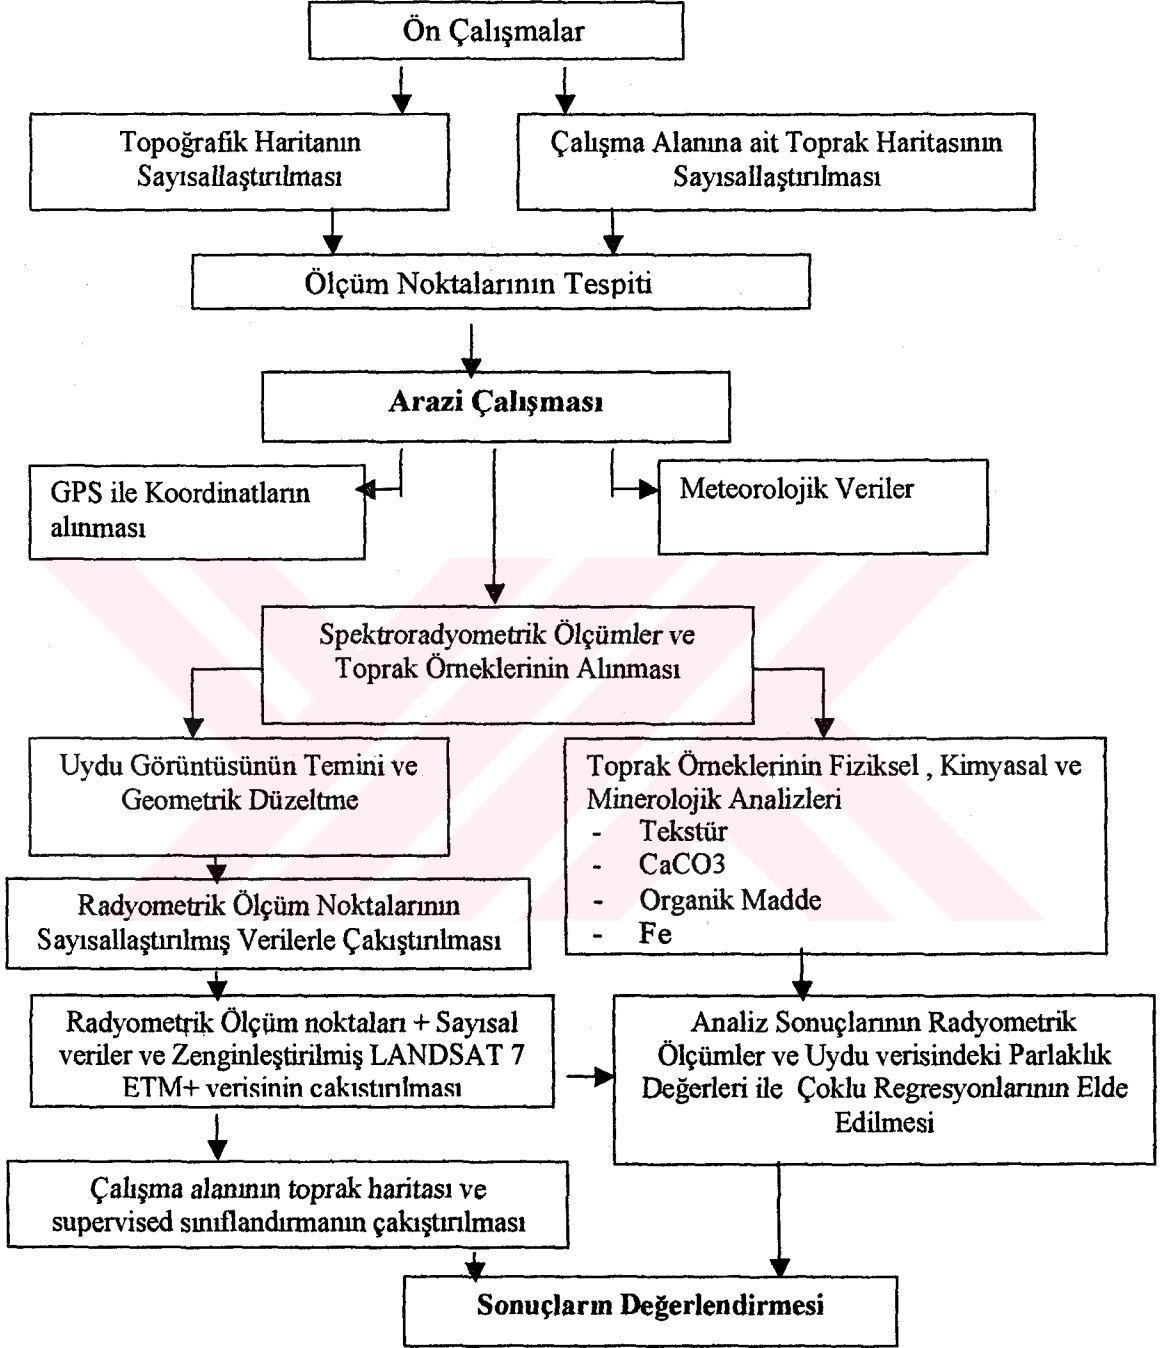 Ön Çalışmalar
Topoğrafik Haritanın
Sayısallaştırılması
Çalışma Alanına ait Toprak Haritasının
Sayısallaştırılması
Ölçüm Noktalarının Tespiti
Arazi Çalışması
GPS ile Koordinatların
alınması
Meteorolojik Veriler
Spektroradyometrik Ölçümler ve
Toprak Örneklerinin Alınması
Uydu Görüntüsünün Temini ve
Geometrik Düzeltme
Toprak Örneklerinin Fiziksel , Kimyasal ve
Minerolojik Analizleri
- Tekstür
- CaCO3
- Organik Madde
- Fe
Radyometrik Ölçüm Noktalarının
Sayısallaştırılmış Verilerle Çakıştırılması
Radyometrik Ölçüm noktaları + Sayısal
veriler ve Zenginleştirilmiş LANDSAT 7
ETM+ verisinin cakıstırılması
Analiz Sonuçlarının Radyometrik
Ölçümler ve Uydu verisindeki Parlaklık
Değerleri ile Çoklu Regresyonlarının Elde
Edilmesi
Çalışma alanının toprak haritası ve
supervised sınıflandırmanın çakıştırılması
Sonuçların Değerlendirmesi